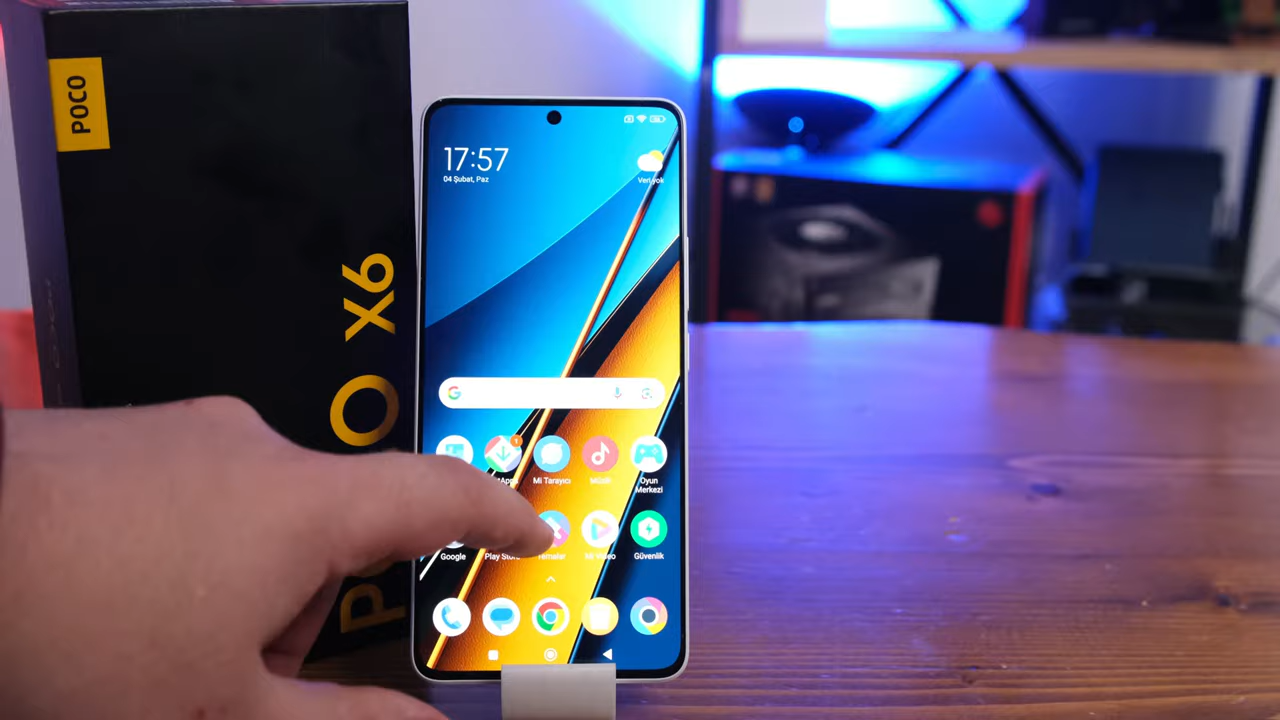 POCO
POCO X6
17:57
04 Şubat, Paz
Veri yok
Mi Tarayıcı
Müzik
Oyun
Merkezi
Google
Play Store
Temalar
Mi Video
Güvenlik